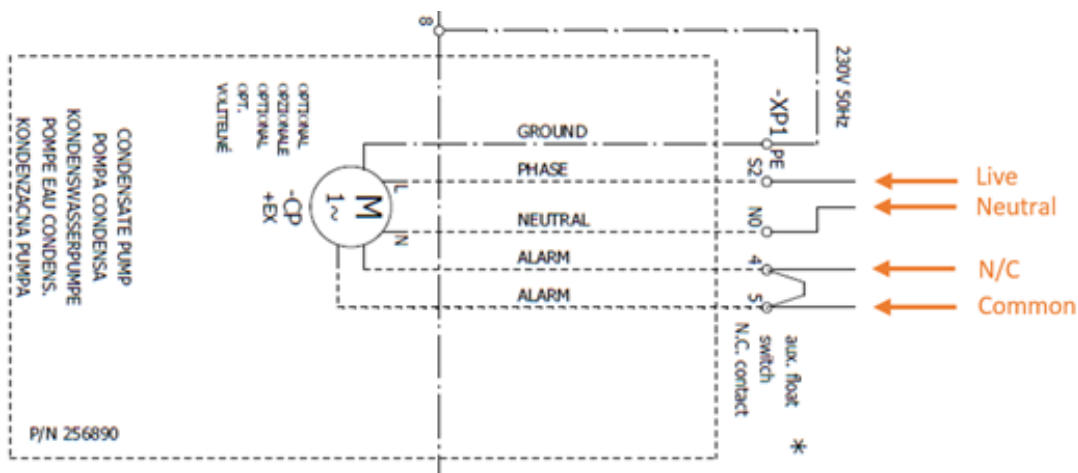 8
230V 50Hz
-XP1
PE
S2
N0
4
5
GROUND
PHASE
NEUTRAL
ALARM
ALARM
Live
Neutral
N/C
Common
OPTIONAL
OPZIONALE
OPTIONAL
OPT.
VOLITELNÉ
M
1~
L
N
-CP
+EX
CONDENSATE PUMP
POMPA CONDENSA
KONDENSWASSERPUMPE
POMPE EAU CONDENS.
KONDENZACNA PUMPA
aux. float
switch
N.C. contact
*
P/N 256890